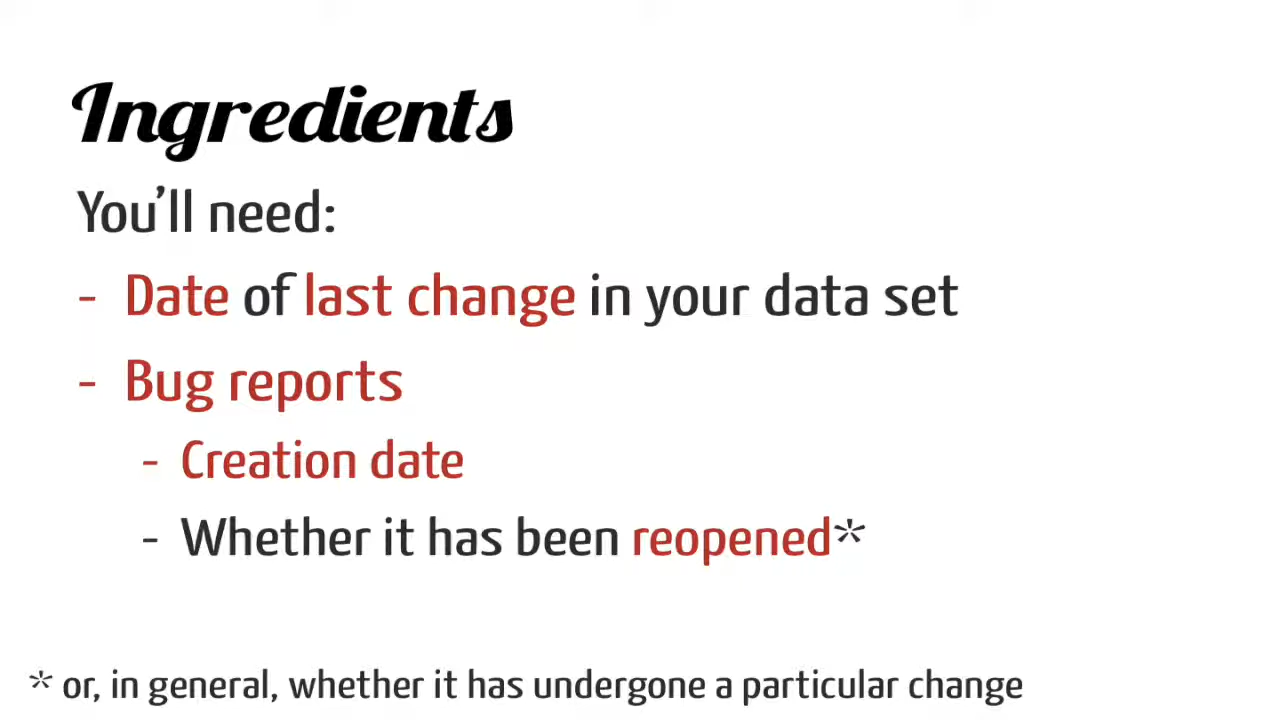 Ingredients
You’ll need:
- Date of last change in your data set
- Bug reports
- Creation date
- Whether it has been reopened*
* or, in general, whether it has undergone a particular change